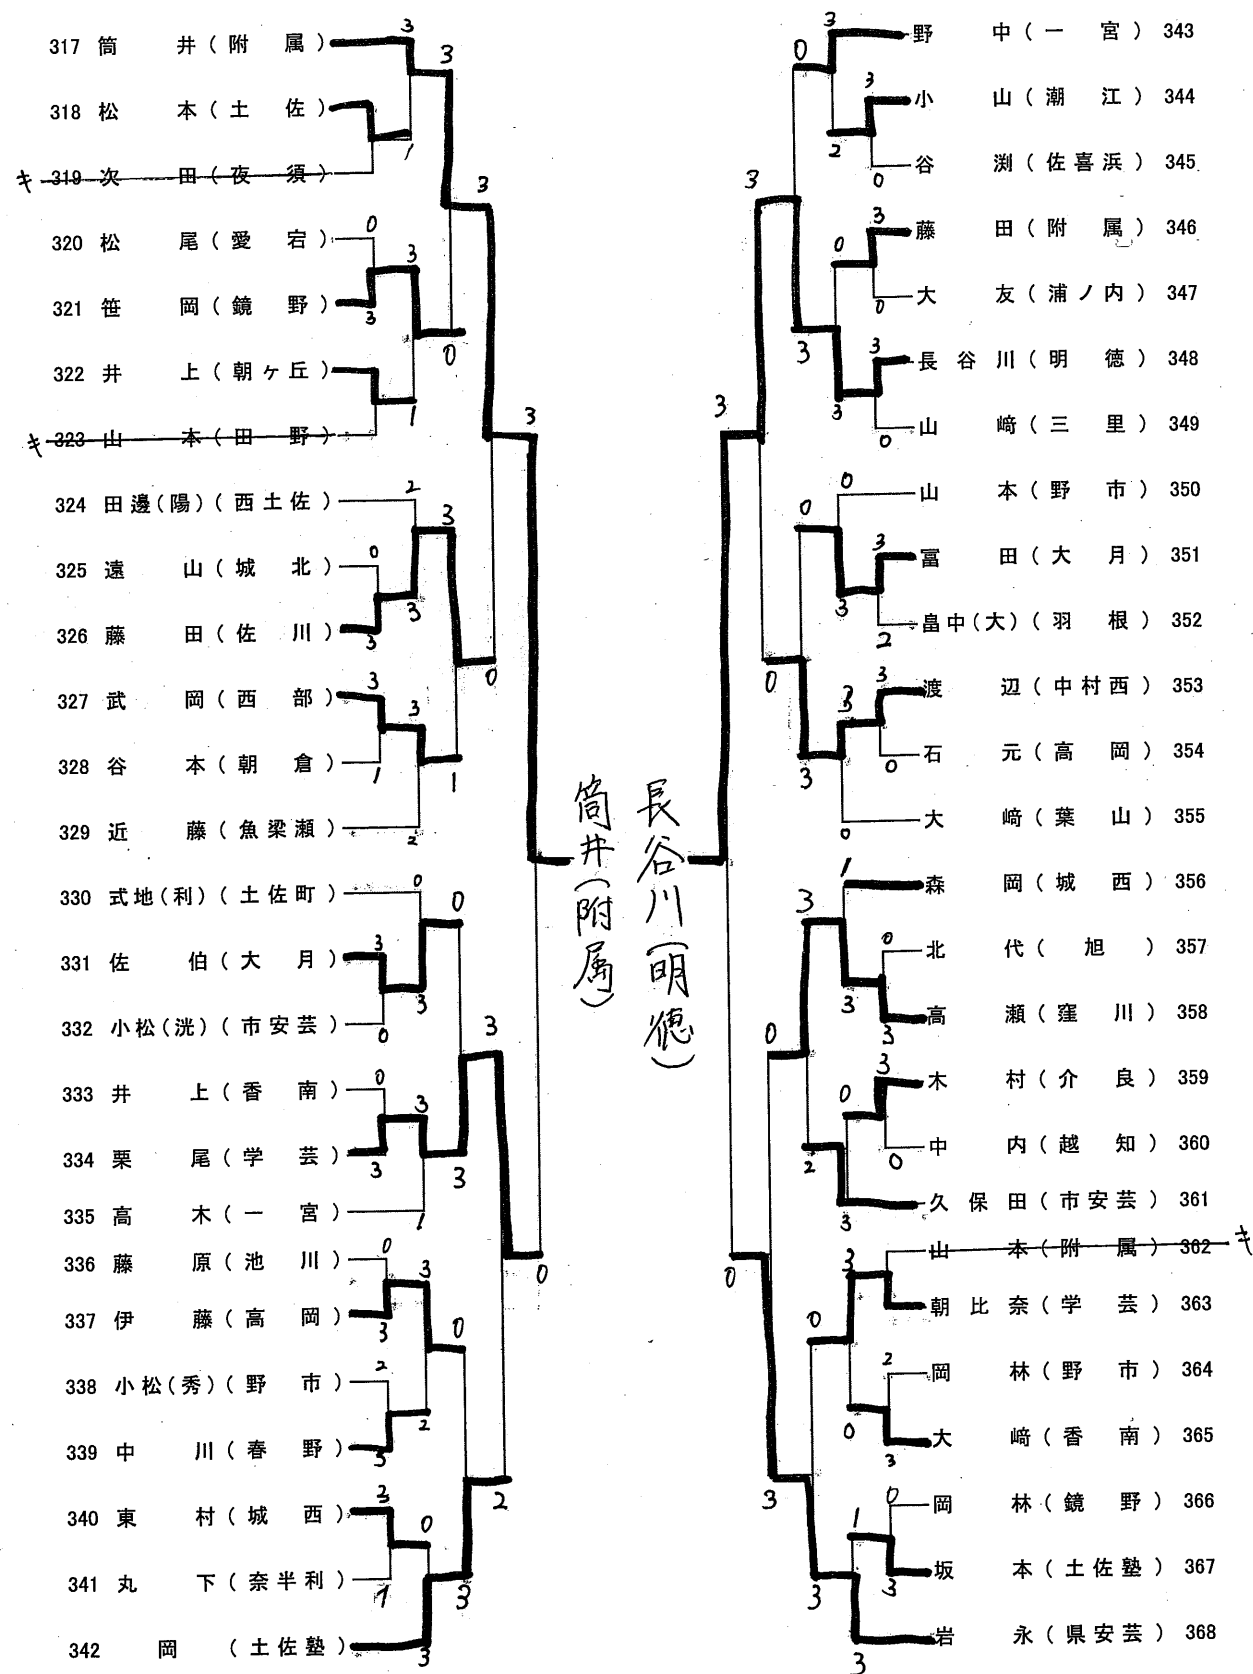 317 筒 井(附 属)
318 松 本(土 佐)
キ 319 次 田(夜 須)
320 松 尾(愛 宕)
321 笹 岡(鏡 野)
322 井 上(朝ヶ丘)
キ 323 山 本(田 野)
324 田邊(陽)(西土佐)
325 遠 山(城 北)
326 藤 田(佐 川)
327 武 岡(西 部)
328 谷 本(朝 倉)
329 近 藤(魚梁瀬)
330 式地(利)(土佐町)
331 佐 伯(大 月)
332 小松(洸)(市安芸)
333 井 上(香 南)
334 栗 尾(学 芸)
335 高 木(一 宮)
336 藤 原(池 川)
337 伊 藤(高 岡)
338 小松(秀)(野 市)
339 中 川(春 野)
340 東 村(城 西)
341 丸 下(奈半利)
342 岡 (土佐塾)
筒井(附属)
長谷川(明徳)
野 中(一 宮) 343
小 山(潮 江) 344
谷 渕(佐喜浜) 345
藤 田(附 属) 346
大 友(浦ノ内) 347
長谷川(明 徳) 348
山 﨑(三 里) 349
山 本(野 市) 350
冨 田(大 月) 351
畠中(大)(羽 根) 352
渡 辺(中村西) 353
石 元(高 岡) 354
大 﨑(葉 山) 355
森 岡(城 西) 356
北 代(旭) 357
高 瀬(窪 川) 358
木 村(介 良) 359
中 内(越 知) 360
久保田(市安芸) 361
山 本(附 属) 362 キ
朝比奈(学 芸) 363
岡 林(野 市) 364
大 﨑(香 南) 365
岡 林(鏡 野) 366
坂 本(土佐塾) 367
岩 永(県安芸) 368